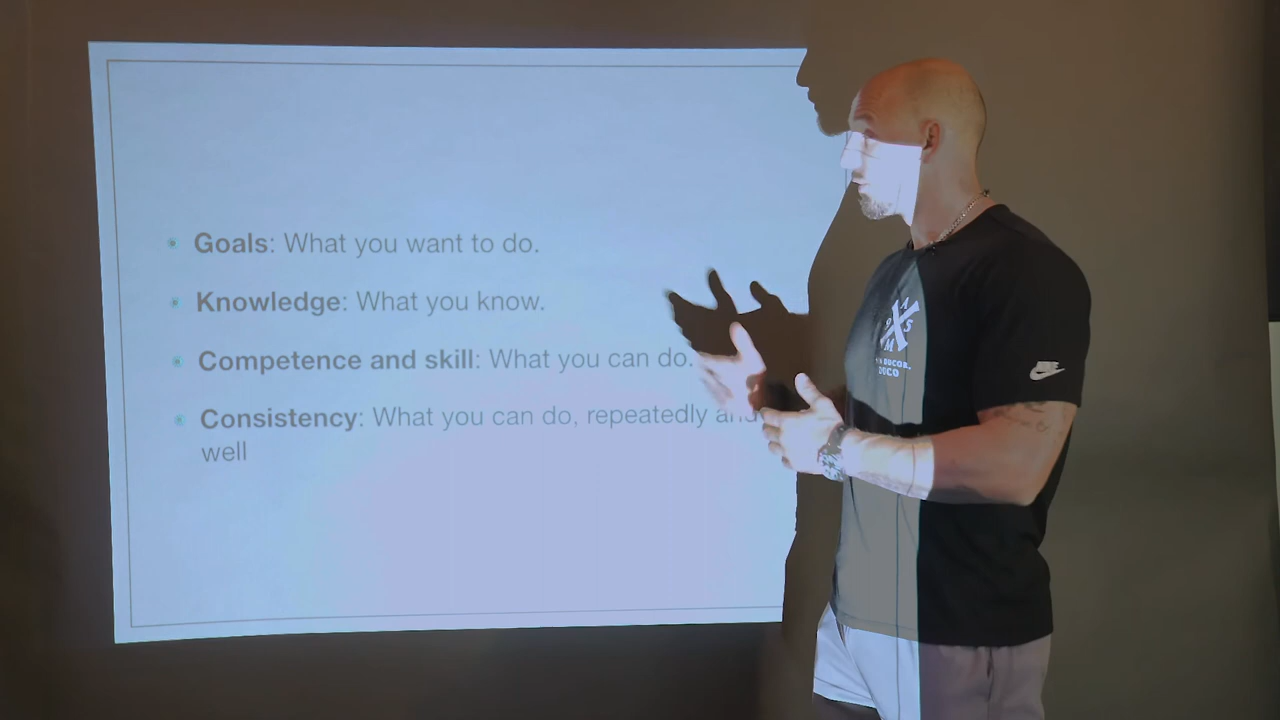 Goals: What you want to do.
Knowledge: What you know.
Competence and skill: What you can do.
Consistency: What you can do, repeatedly and
well
A
S
M
DUCO